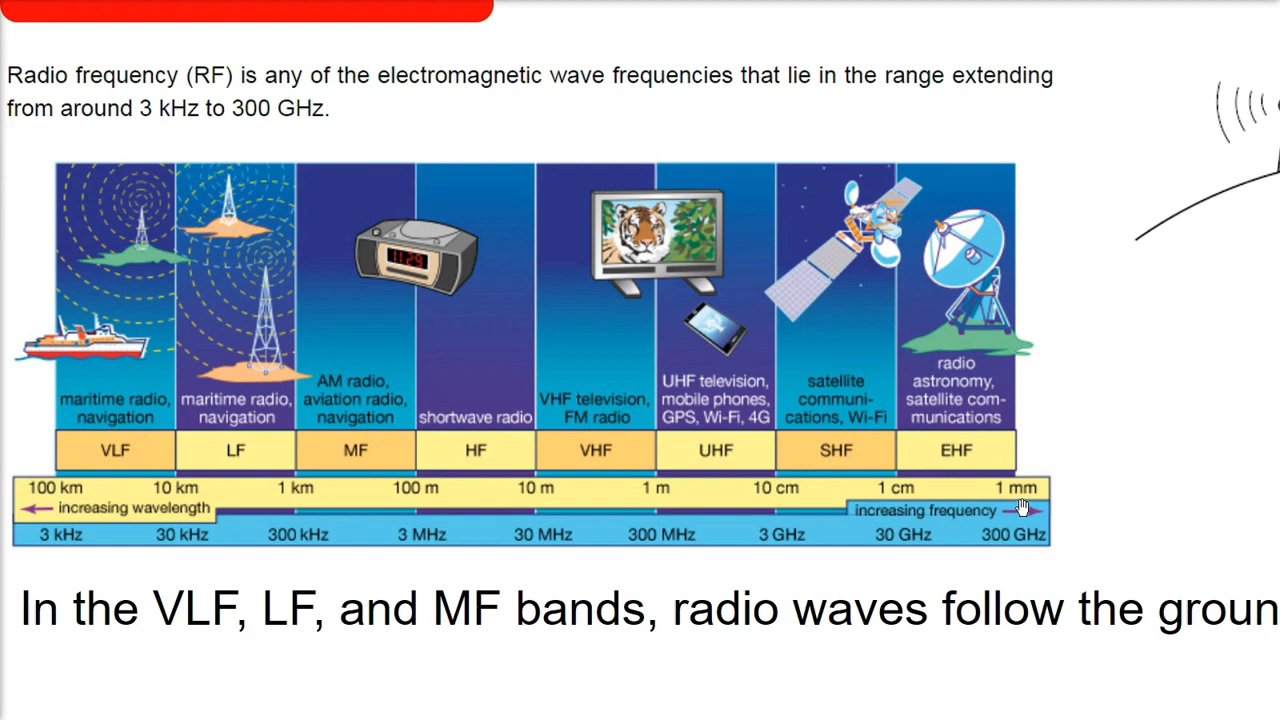 Radio frequency (RF) is any of the electromagnetic wave frequencies that lie in the range extending
from around 3 kHz to 300 GHz.
11:29
maritime radio,
navigation
maritime radio,
navigation
AM radio,
aviation radio,
navigation
shortwave radio
VHF television,
FM radio
UHF television,
mobile phones,
GPS, Wi-Fi, 4G
satellite
communi-
cations, Wi-Fi
radio
astronomy,
satellite com-
munications
VLF LF MF HF VHF UHF SHF EHF
100 km 10 km 1 km 100 m 10 m 1 m 10 cm 1 cm 1 mm
increasing wavelength increasing frequency
3 kHz 30 kHz 300 kHz 3 MHz 30 MHz 300 MHz 3 GHz 30 GHz 300 GHz
In the VLF, LF, and MF bands, radio waves follow the groun